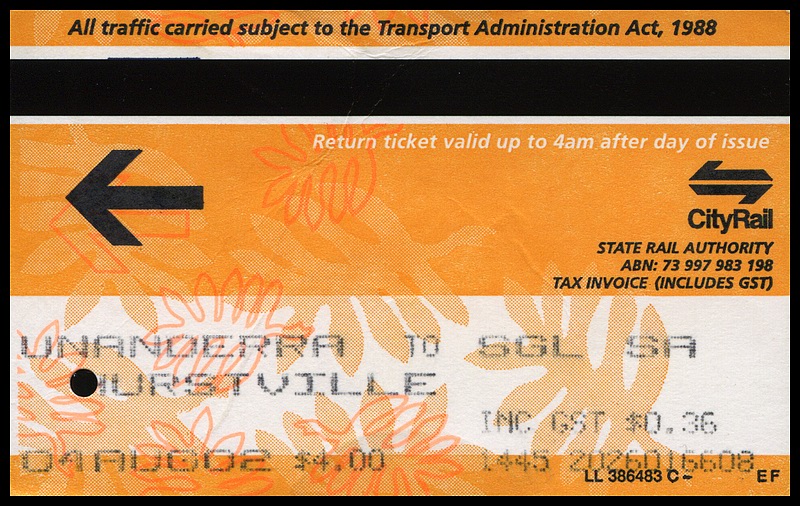 All traffic carried subject to the Transport Administration Act, 1988
Return ticket valid up to 4am after day of issue
CityRail
STATE RAIL AUTHORITY
ABN: 73 997 983 198
TAX INVOICE (INCLUDES GST)
UNANDERRA TO SGL SA
HURSTVILLE
INC GST $0.36
04AUG02 $4.00 1445
LL 386483 C~ EF